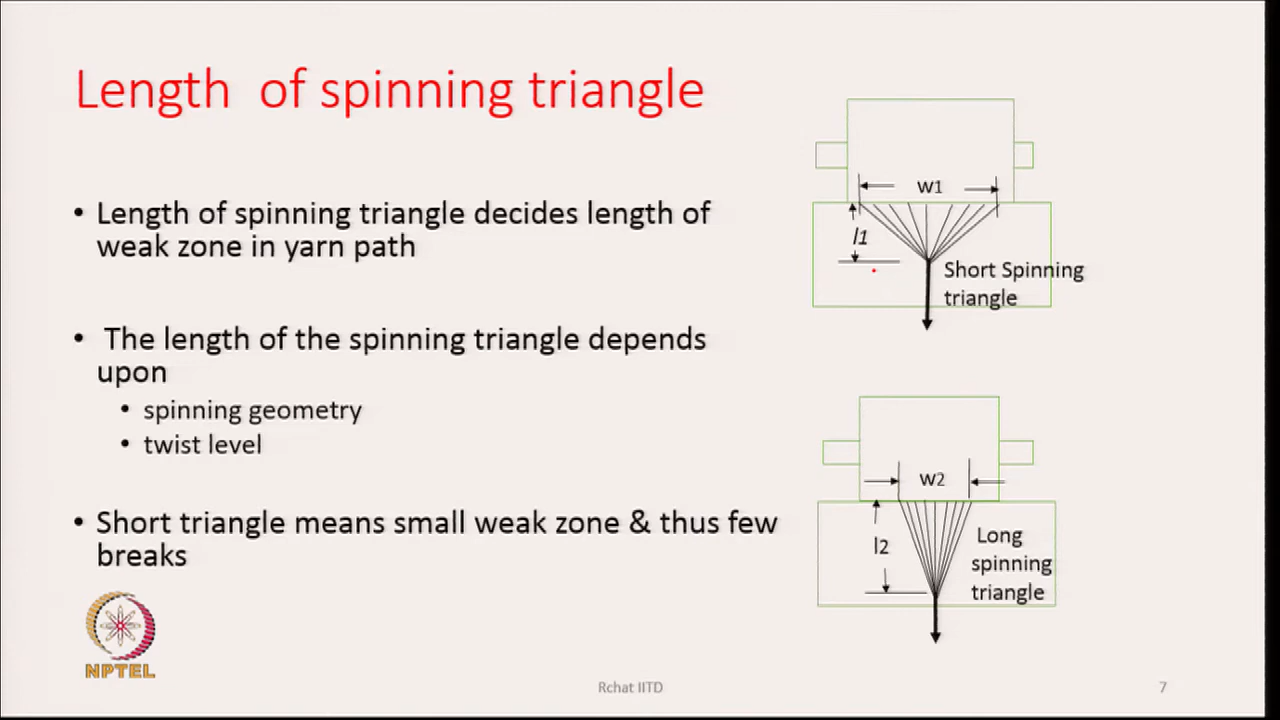 Length of spinning triangle
• Length of spinning triangle decides length of
weak zone in yarn path
• The length of the spinning triangle depends
upon
• spinning geometry
• twist level
• Short triangle means small weak zone & thus few
breaks
w1
l1
Short Spinning
triangle
w2
l2
Long
spinning
triangle
NPTEL
Rchat IITD
7